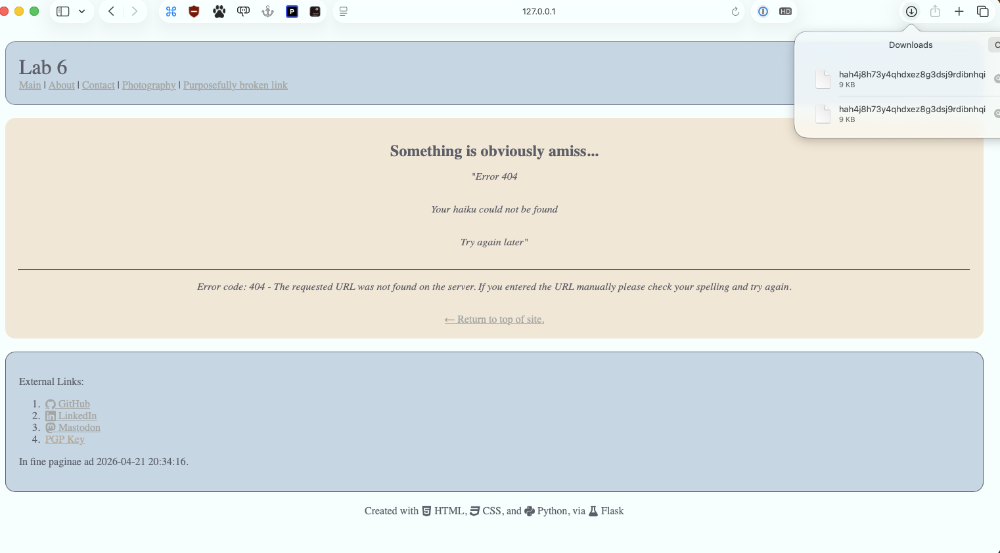 127.0.0.1
HD
P
Downloads
hah4j8h73y4qhdxez8g3dsj9rdibnhqi
9 KB
hah4j8h73y4qhdxez8g3dsj9rdibnhqi
9 KB
Lab 6
Main | About | Contact | Photography | Purposefully broken link
Something is obviously amiss...
"Error 404
Your haiku could not be found
Try again later"
Error code: 404 - The requested URL was not found on the server. If you entered the URL manually please check your spelling and try again.
← Return to top of site.
External Links:
1. GitHub
2. LinkedIn
3. Mastodon
4. PGP Key
In fine paginae ad 2026-04-21 20:34:16.
Created with HTML, CSS, and Python, via Flask